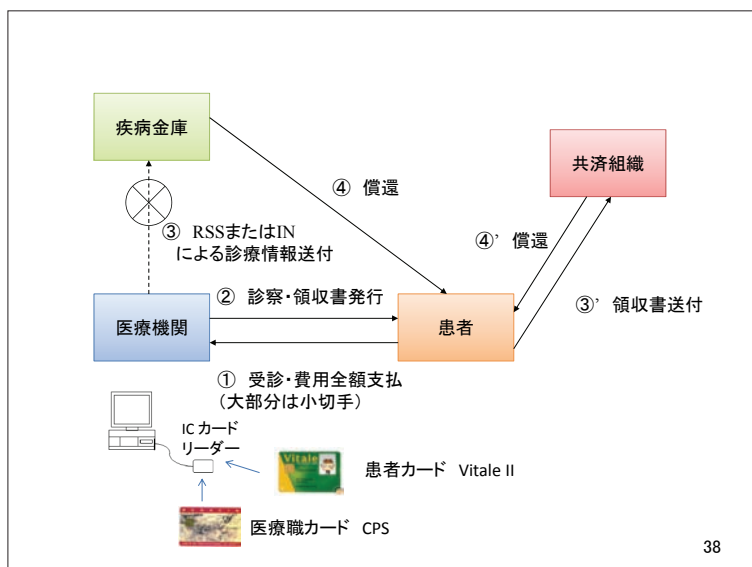 疾病金庫
共済組織
④ 償還
③ RSSまたはIN
による診療情報送付
④’ 償還
② 診察・領収書発行
③’ 領収書送付
医療機関
患者
① 受診・費用全額支払
(大部分は小切手)
ICカード
リーダー
Vitale
患者カード Vitale II
医療職カード CPS
38